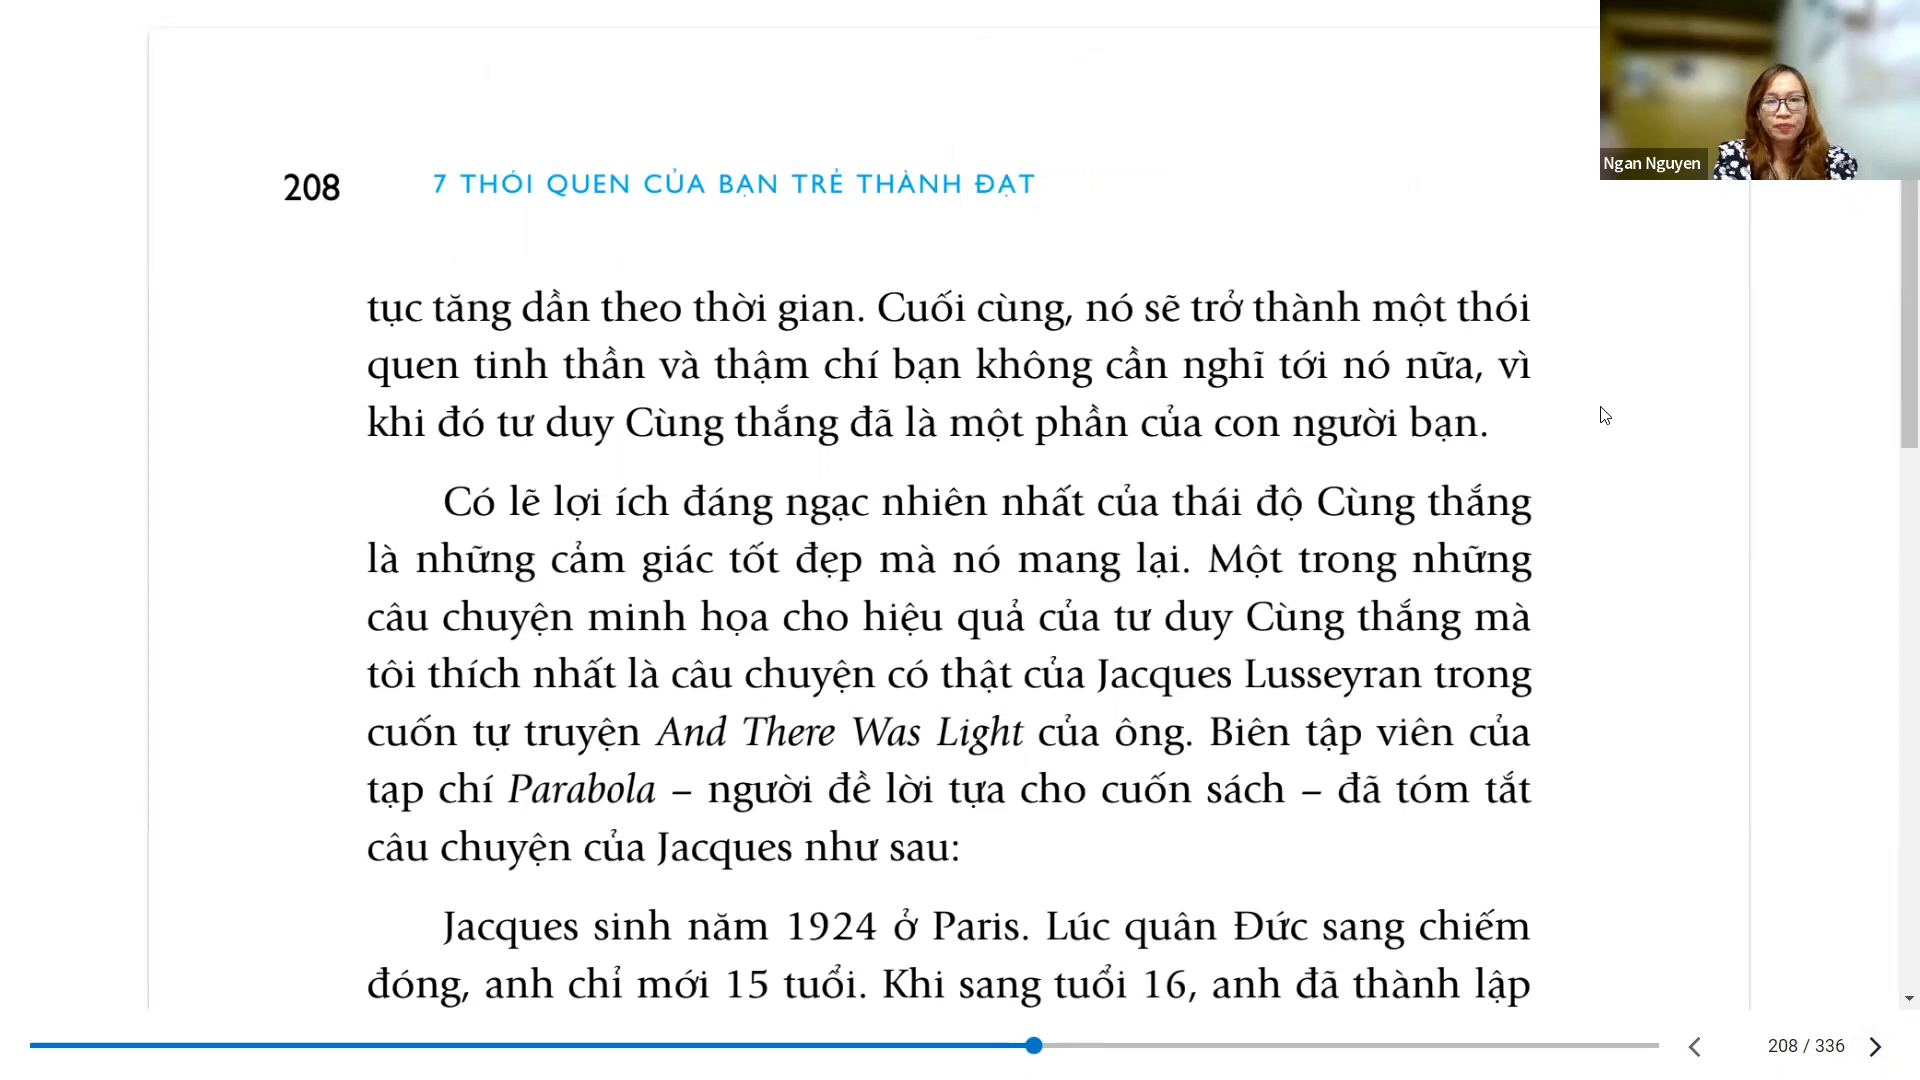 208
7 THÓI QUEN CỦA BẠN TRẺ THÀNH ĐẠT
Ngan Nguyen
tục tăng dần theo thời gian. Cuối cùng, nó sẽ trở thành một thói
quen tinh thần và thậm chí bạn không cần nghĩ tới nó nữa, vì
khi đó tư duy Cùng thắng đã là một phần của con người bạn.
Có lẽ lợi ích đáng ngạc nhiên nhất của thái độ Cùng thắng
là những cảm giác tốt đẹp mà nó mang lại. Một trong những
câu chuyện minh họa cho hiệu quả của tư duy Cùng thắng mà
tôi thích nhất là câu chuyện có thật của Jacques Lusseyran trong
cuốn tự truyện And There Was Light của ông. Biên tập viên của
tạp chí Parabola – người đề lời tựa cho cuốn sách – đã tóm tắt
câu chuyện của Jacques như sau:
Jacques sinh năm 1924 ở Paris. Lúc quân Đức sang chiếm
đóng, anh chỉ mới 15 tuổi. Khi sang tuổi 16, anh đã thành lập
208 / 336